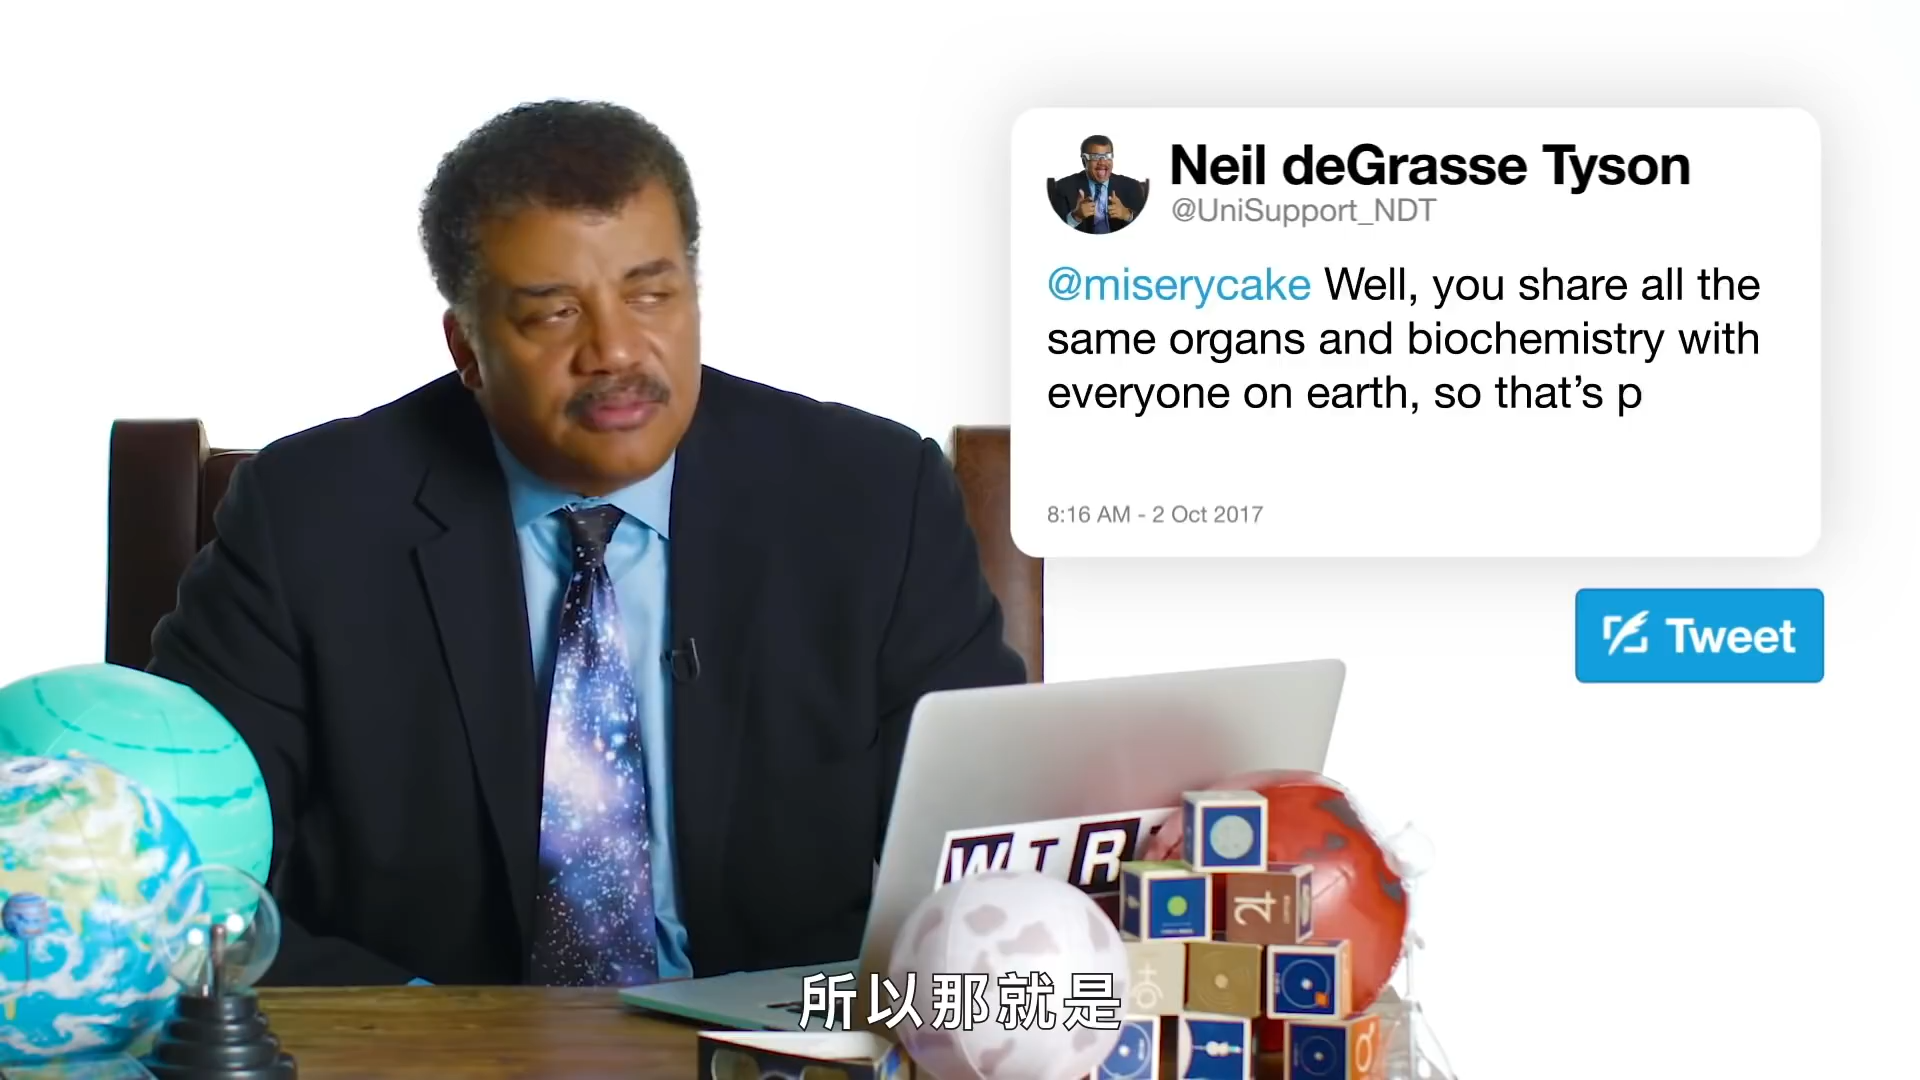 Neil deGrasse Tyson
@UniSupport_NDT
@miserycake Well, you share all the
same organs and biochemistry with
everyone on earth, so that’s p
8:16 AM - 2 Oct 2017
Tweet
WIR
所以那就是